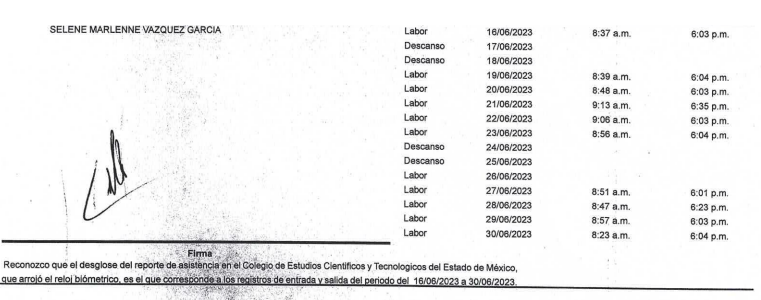 SELENE MARLENNE VAZQUEZ GARCIA Labor 16/06/2023 8:37 a.m. 6:03 p.m.
Descanso 17/06/2023
Descanso 18/06/2023
Labor 19/06/2023 8:39 a.m. 6:04 p.m.
Labor 20/06/2023 8:48 a.m. 6:03 p.m.
Labor 21/06/2023 9:13 a.m. 6:35 p.m.
Labor 22/06/2023 9:06 a.m. 6:03 p.m.
Labor 23/06/2023 8:56 a.m. 6:04 p.m.
Descanso 24/06/2023
Descanso 25/06/2023
Labor 26/06/2023
Labor 27/06/2023 8:51 a.m. 6:01 p.m.
Labor 28/06/2023 8:47 a.m. 6:23 p.m.
Labor 29/06/2023 8:57 a.m. 6:03 p.m.
Labor 30/06/2023 8:23 a.m. 6:04 p.m.
Firma
Reconozco que el desglose del reporte de asistencia en el Colegio de Estudios Cientificos y Tecnologicos del Estado de México,
que arrojó el reloj biómetrico, es el que corresponde a los registros de entrada y salida del periodo del 16/06/2023 a 30/06/2023.